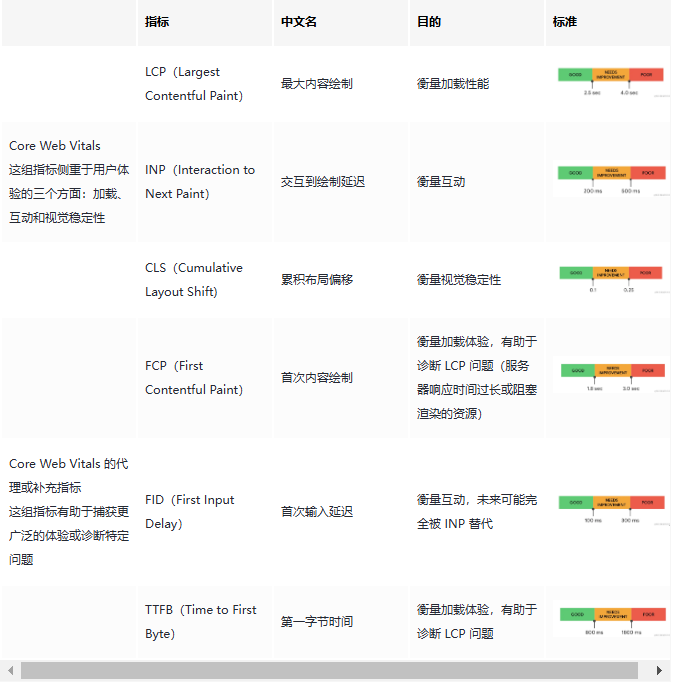 指标 中文名 目的 标准
LCP（Largest
Contentful Paint） 最大内容绘制 衡量加载性能
GOOD NEEDS IMPROVEMENT POOR
2.5 sec 4.0 sec
Core Web Vitals
这组指标侧重于用户体
验的三个方面：加载、
互动和视觉稳定性
INP（Interaction to
Next Paint） 交互到绘制延迟 衡量互动
GOOD NEEDS IMPROVEMENT POOR
200 ms 500 ms
CLS（Cumulative
Layout Shift） 累积布局偏移 衡量视觉稳定性
GOOD NEEDS IMPROVEMENT POOR
0.1 0.25
FCP（First
Contentful Paint） 首次内容绘制
衡量加载体验，有助于
诊断 LCP 问题（服务
器响应时间过长或阻塞
渲染的资源）
GOOD NEEDS IMPROVEMENT POOR
1.8 sec 3.0 sec
Core Web Vitals 的代
理或补充指标
这组指标有助于捕获更
广泛的体验或诊断特定
问题
FID（First Input
Delay） 首次输入延迟
衡量互动，未来可能完
全被 INP 替代
GOOD NEEDS IMPROVEMENT POOR
100 ms 300 ms
TTFB（Time to First
Byte） 第一字节时间
衡量加载体验，有助于
诊断 LCP 问题
GOOD NEEDS IMPROVEMENT POOR
800 ms 1800 ms